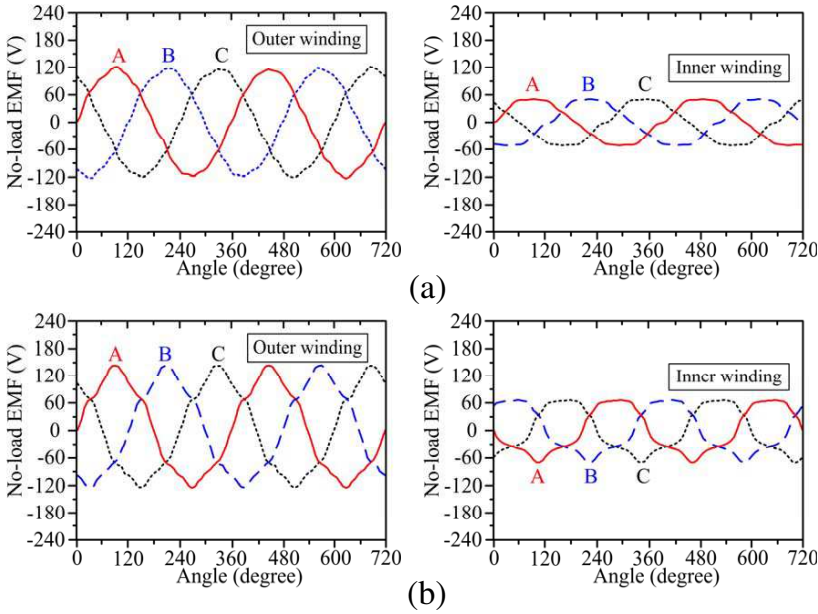 No-load EMF (V)
240
180
120
60
0
-60
-120
-180
-240
A
B
C
Outer winding
0 120 240 360 480 600 720
Angle (degree)
No-load EMF (V)
240
180
120
60
0
-60
-120
-180
-240
A
B
C
Inner winding
0 120 240 360 480 600 720
Angle (degree)
(a)
No-load EMF (V)
240
180
120
60
0
-60
-120
-180
-240
A
B
C
Outer winding
0 120 240 360 480 600 720
Angle (degree)
No-load EMF (V)
240
180
120
60
0
-60
-120
-180
-240
Inncr winding
A
B
C
0 120 240 360 480 600 720
Angle (degree)
(b)